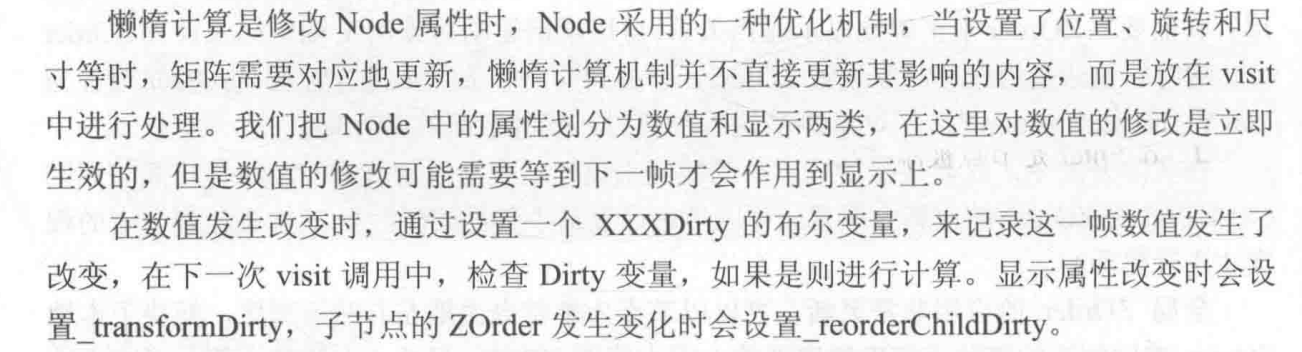 懒惰计算是修改 Node 属性时，Node 采用的一种优化机制，当设置了位置、旋转和尺
寸等时，矩阵需要对应地更新，懒惰计算机制并不直接更新其影响的内容，而是放在 visit
中进行处理。我们把 Node 中的属性划分为数值和显示两类，在这里对数值的修改是立即
生效的，但是数值的修改可能需要等到下一帧才会作用到显示上。
在数值发生改变时，通过设置一个 XXXDirty 的布尔变量，来记录这一帧数值发生了
改变，在下一次 visit 调用中，检查 Dirty 变量，如果是则进行计算。显示属性改变时会设
置_transformDirty，子节点的 ZOrder 发生变化时会设置_reorderChildDirty。